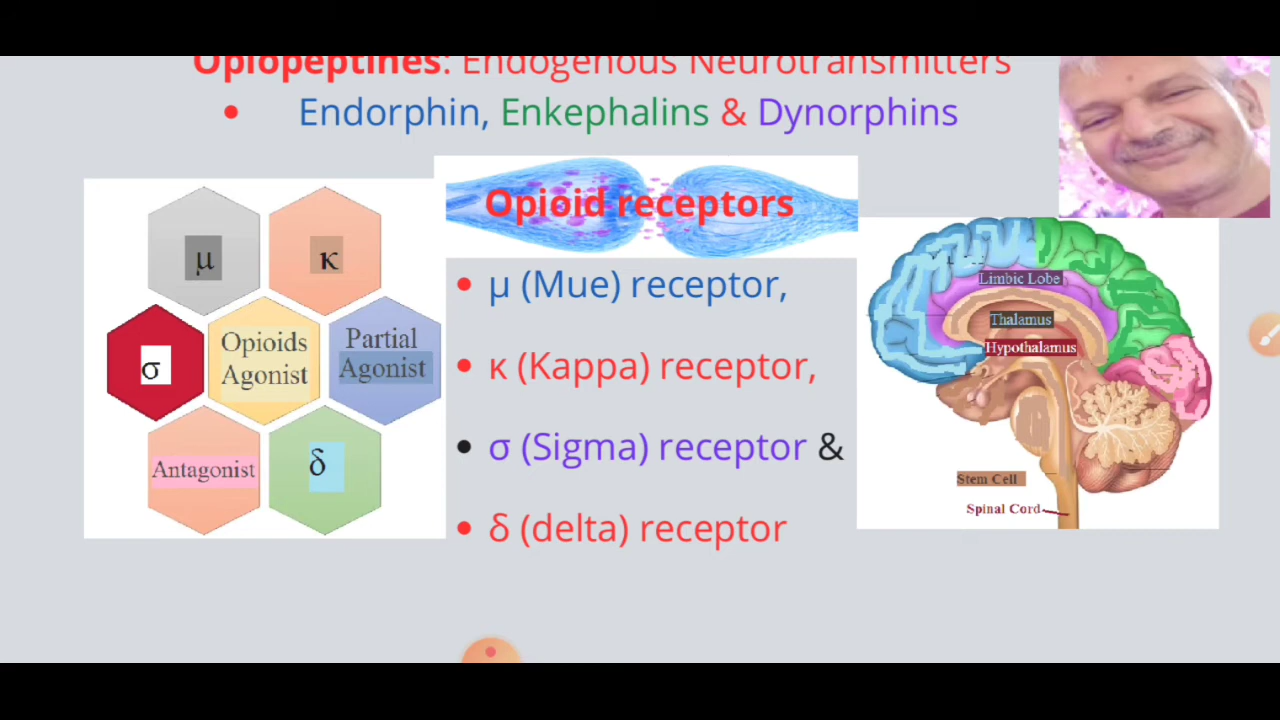 Opiopeptines: Endogenous Neurotransmitters
• Endorphin, Enkephalins & Dynorphins
Opioid receptors
μ
κ
σ
Opioids
Agonist
Partial
Agonist
Antagonist
δ
• μ (Mue) receptor,
• κ (Kappa) receptor,
• σ (Sigma) receptor &
• δ (delta) receptor
Limbic Lobe
Thalamus
Hypothalamus
Stem Cell
Spinal Cord